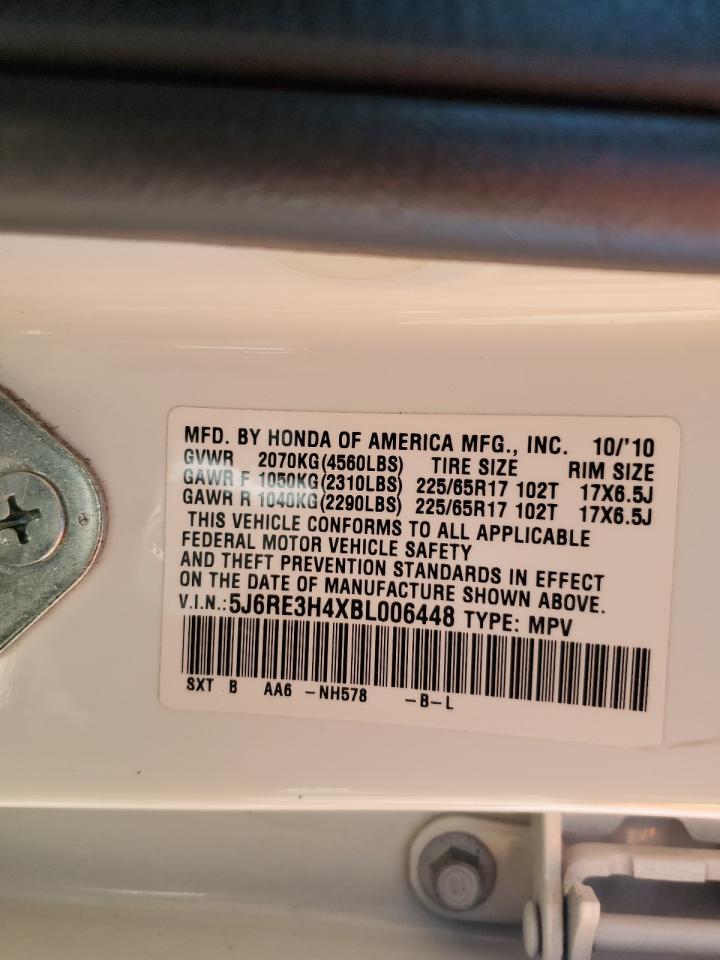 MFD. BY HONDA OF AMERICA MFG., INC. 10/'10
GVWR 2070KG(4560LBS) TIRE SIZE RIM SIZE
GAWR F 1050KG(2310LBS) 225/65R17 102T 17X6.5J
GAWR R 1040KG(2290LBS) 225/65R17 102T 17X6.5J
THIS VEHICLE CONFORMS TO ALL APPLICABLE
FEDERAL MOTOR VEHICLE SAFETY
AND THEFT PREVENTION STANDARDS IN EFFECT
ON THE DATE OF MANUFACTURE SHOWN ABOVE.
V.I.N.:5J6RE3H4XBL006448 TYPE: MPV
SXT B AA6 -NH578 -B-L